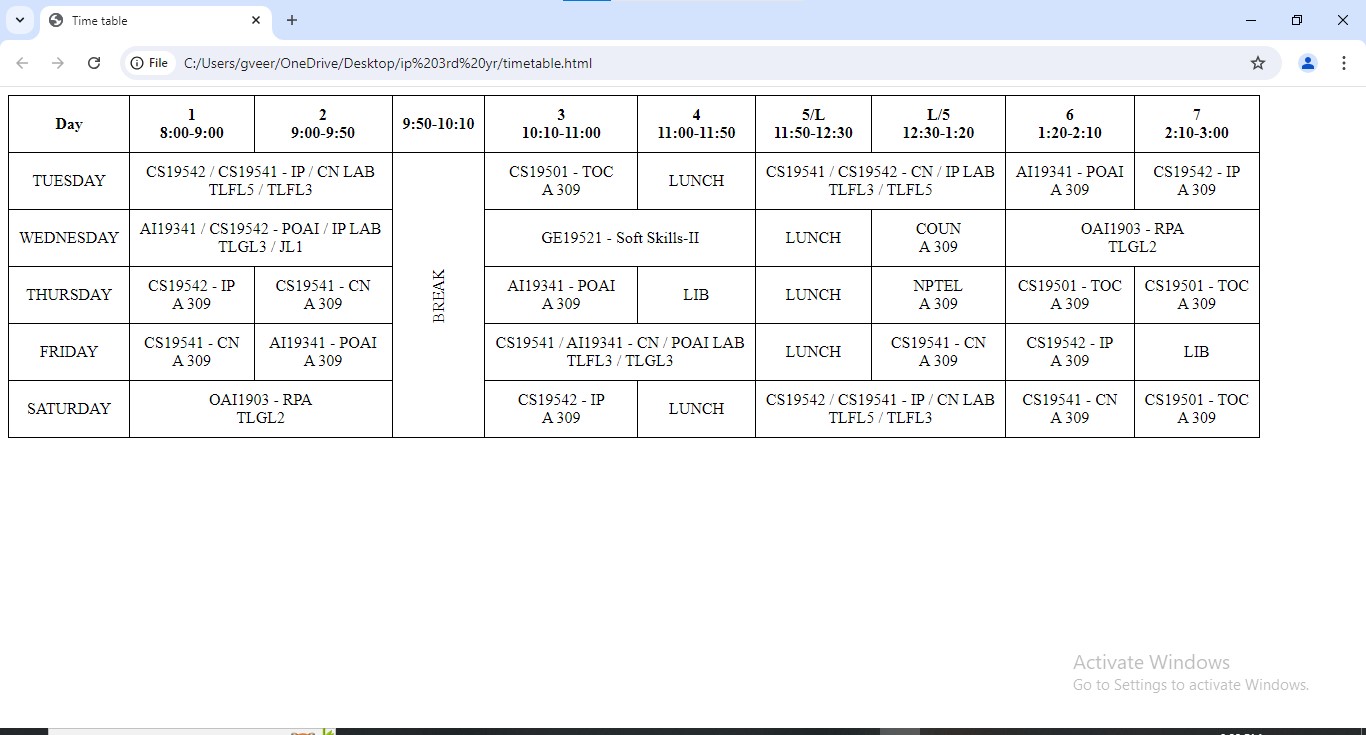 Time table
File
C:/Users/gveer/OneDrive/Desktop/ip%203rd%20yr/timetable.html
Day
1
8:00-9:00
2
9:00-9:50
9:50-10:10
3
10:10-11:00
4
11:00-11:50
5/L
11:50-12:30
L/5
12:30-1:20
6
1:20-2:10
7
2:10-3:00
TUESDAY
CS19542 / CS19541 - IP / CN LAB
TLFL5 / TLFL3
BREAK
CS19501 - TOC
A 309
LUNCH
CS19541 / CS19542 - CN / IP LAB
TLFL3 / TLFL5
AI19341 - POAI
A 309
CS19542 - IP
A 309
WEDNESDAY
AI19341 / CS19542 - POAI / IP LAB
TLGL3 / JL1
GE19521 - Soft Skills-II
LUNCH
COUN
A 309
OAI1903 - RPA
TLGL2
THURSDAY
CS19542 - IP
A 309
CS19541 - CN
A 309
AI19341 - POAI
A 309
LIB
LUNCH
NPTEL
A 309
CS19501 - TOC
A 309
CS19501 - TOC
A 309
FRIDAY
CS19541 - CN
A 309
AI19341 - POAI
A 309
CS19541 / AI19341 - CN / POAI LAB
TLFL3 / TLGL3
LUNCH
CS19541 - CN
A 309
CS19542 - IP
A 309
LIB
SATURDAY
OAI1903 - RPA
TLGL2
CS19542 - IP
A 309
LUNCH
CS19542 / CS19541 - IP / CN LAB
TLFL5 / TLFL3
CS19541 - CN
A 309
CS19501 - TOC
A 309
Activate Windows
Go to Settings to activate Windows.